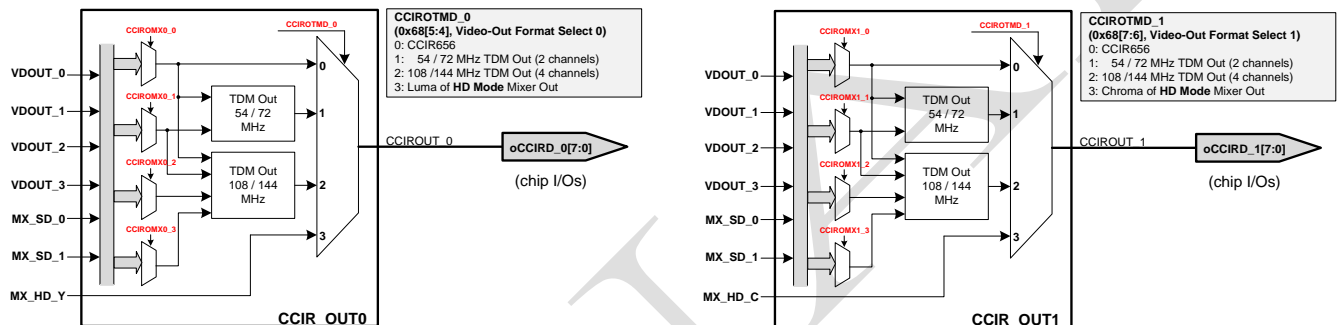 CCIROMX0_0
CCIROTMD_0
CCIROTMD_0
(0x68[5:4], Video-Out Format Select 0)
0: CCIR656
1: 54 / 72 MHz TDM Out (2 channels)
2: 108 /144 MHz TDM Out (4 channels)
3: Luma of HD Mode Mixer Out
VDOUT_0
VDOUT_1
VDOUT_2
VDOUT_3
MX_SD_0
MX_SD_1
MX_HD_Y
CCIROMX0_1
CCIROMX0_2
CCIROMX0_3
TDM Out
54 / 72
MHz
TDM Out
108 / 144
MHz
0
1
2
3
CCIROUT_0
oCCIRD_0[7:0]
(chip I/Os)
CCIR_OUT0
CCIROMX1_0
CCIROTMD_1
CCIROTMD_1
(0x68[7:6], Video-Out Format Select 1)
0: CCIR656
1: 54 / 72 MHz TDM Out (2 channels)
2: 108 /144 MHz TDM Out (4 channels)
3: Chroma of HD Mode Mixer Out
VDOUT_0
VDOUT_1
VDOUT_2
VDOUT_3
MX_SD_0
MX_SD_1
MX_HD_C
CCIROMX1_1
CCIROMX1_2
CCIROMX1_3
TDM Out
54 / 72
MHz
TDM Out
108 / 144
MHz
0
1
2
3
CCIROUT_1
oCCIRD_1[7:0]
(chip I/Os)
CCIR_OUT1